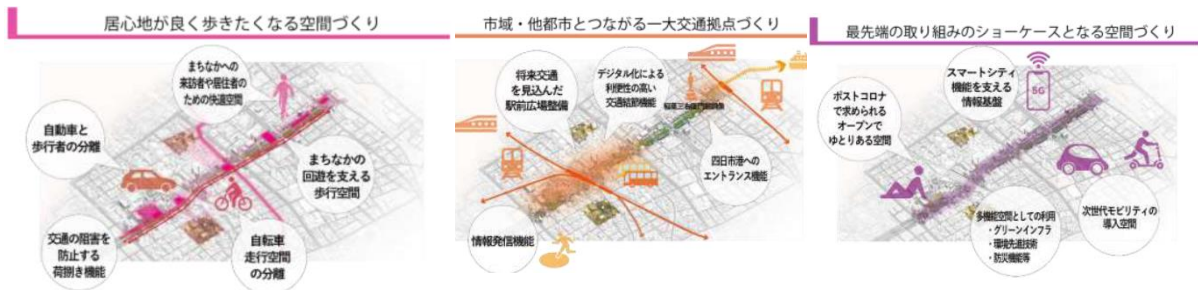 居心地が良く歩きたくなる空間づくり
まちなかへの
来訪者や居住者の
ための快適空間
自動車と
歩行者の分離
まちなかの
回遊を支える
歩行空間
交通の阻害を
防止する
荷捌き機能
自転車
走行空間
の分離
市域・他都市とつながる一大交通拠点づくり
将来交通
を見込んだ
駅前広場整備
デジタル化による
利便性の高い
交通結節機能
四日市港への
エントランス機能
情報発信機能
最先端の取り組みのショーケースとなる空間づくり
スマートシティ
機能を支える
情報基盤
5G
ポストコロナ
で求められる
オープンで
ゆとりある空間
多機能空間としての利用
・グリーンインフラ
・環境先進技術
・防災機能等
次世代モビリティの
導入空間